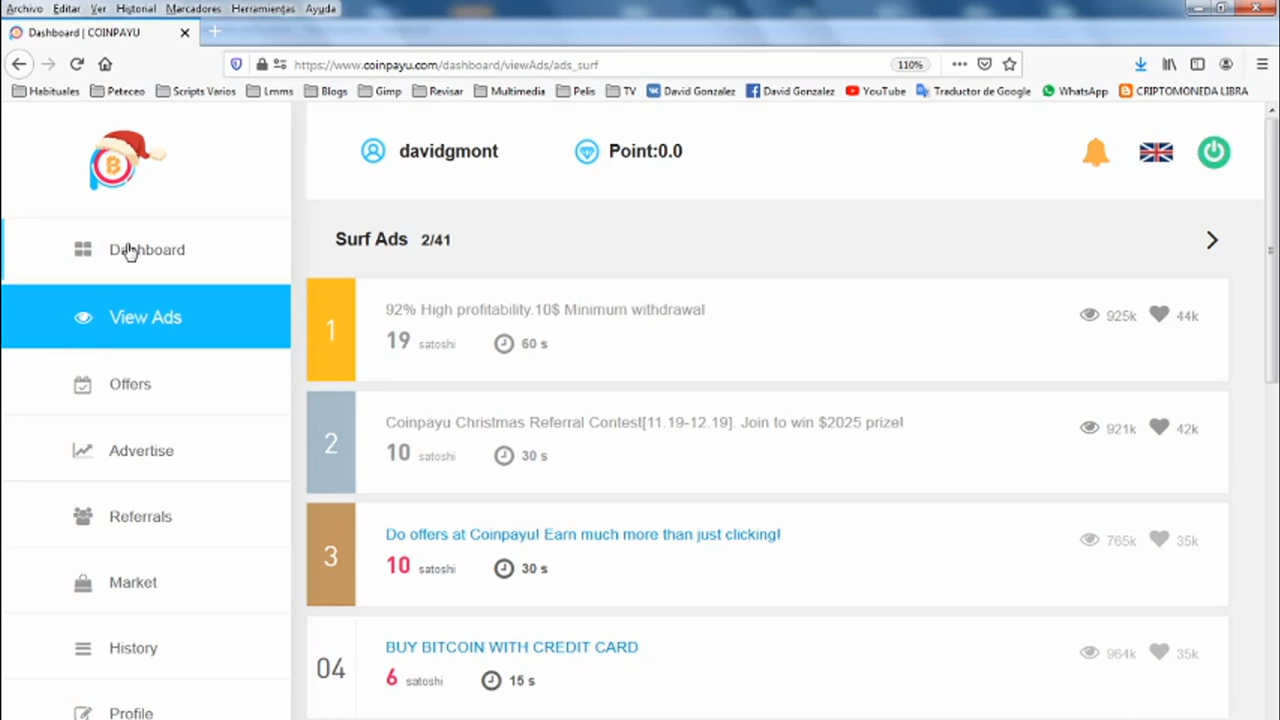 Archivo Editar Ver Historial Marcadores Herramientas Ayuda
Dashboard | COINPAYU
https://www.coinpayu.com/dashboard/viewAds/ads_surf 110%
Habituales Peteceo Scripts Varios Lmms Blogs Gimp Revisar Multimedia Pelis TV David Gonzalez David Gonzalez YouTube Traductor de Google WhatsApp CRIPTOMONEDA LIBRA
davidgmont Point:0.0
Dashboard
View Ads
Offers
Advertise
Referrals
Market
History
Profile
Surf Ads 2/41
1 92% High profitability.10$ Minimum withdrawal 925k 44k
19 satoshi 60 s
2 Coinpayu Christmas Referral Contest[11.19-12.19]. Join to win $2025 prize! 921k 42k
10 satoshi 30 s
3 Do offers at Coinpayu! Earn much more than just clicking! 765k 35k
10 satoshi 30 s
04 BUY BITCOIN WITH CREDIT CARD 964k 35k
6 satoshi 15 s